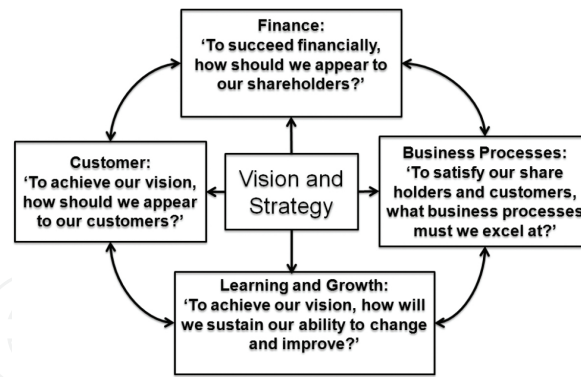 Finance:
‘To succeed financially,
how should we appear to
our shareholders?’
Customer:
‘To achieve our vision,
how should we appear
to our customers?’
Vision and
Strategy
Business Processes:
‘To satisfy our share
holders and customers,
what business processes
must we excel at?’
Learning and Growth:
‘To achieve our vision, how will
we sustain our ability to change
and improve?’